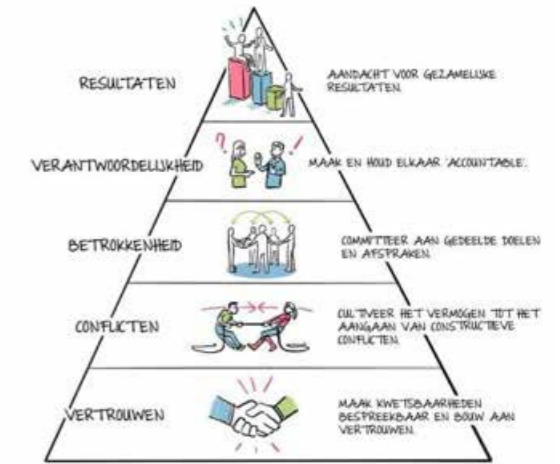 RESULTATEN
AANDACHT VOOR GEZAMELIJKE
RESULTATEN.
?
!
VERANTWOORDELIJKHEID
MAAK EN HOUD ELKAAR 'ACCOUNTABLE'.
BETROKKENHEID
COMMITTEER AAN GEDEELDE DOELEN
EN AFSPRAKEN.
CONFLICTEN
CULTIVEER HET VERMOGEN TOT HET
AANGAAN VAN CONSTRUCTIEVE
CONFLICTEN.
VERTROUWEN
MAAK KWETSBAARHEDEN
BESPREEKBAAR EN BOUW AAN
VERTROUWEN.